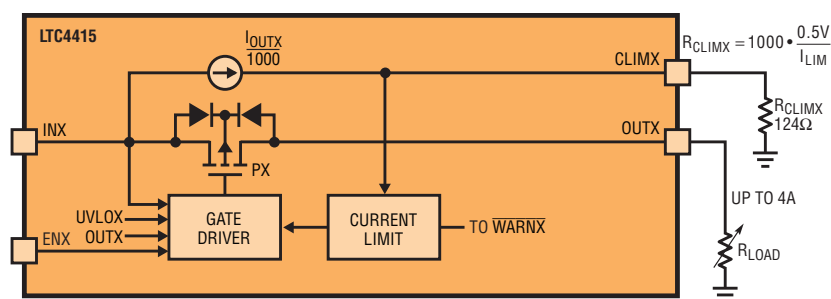 LTC4415
I_OUTX
1000
CLIMX
R_CLIMX = 1000 • 0.5V
I_LIM
R_CLIMX
124Ω
INX
OUTX
PX
UP TO 4A
UVLOX
OUTX
ENX
GATE
DRIVER
CURRENT
LIMIT
TO W̅A̅R̅N̅X̅
R_LOAD